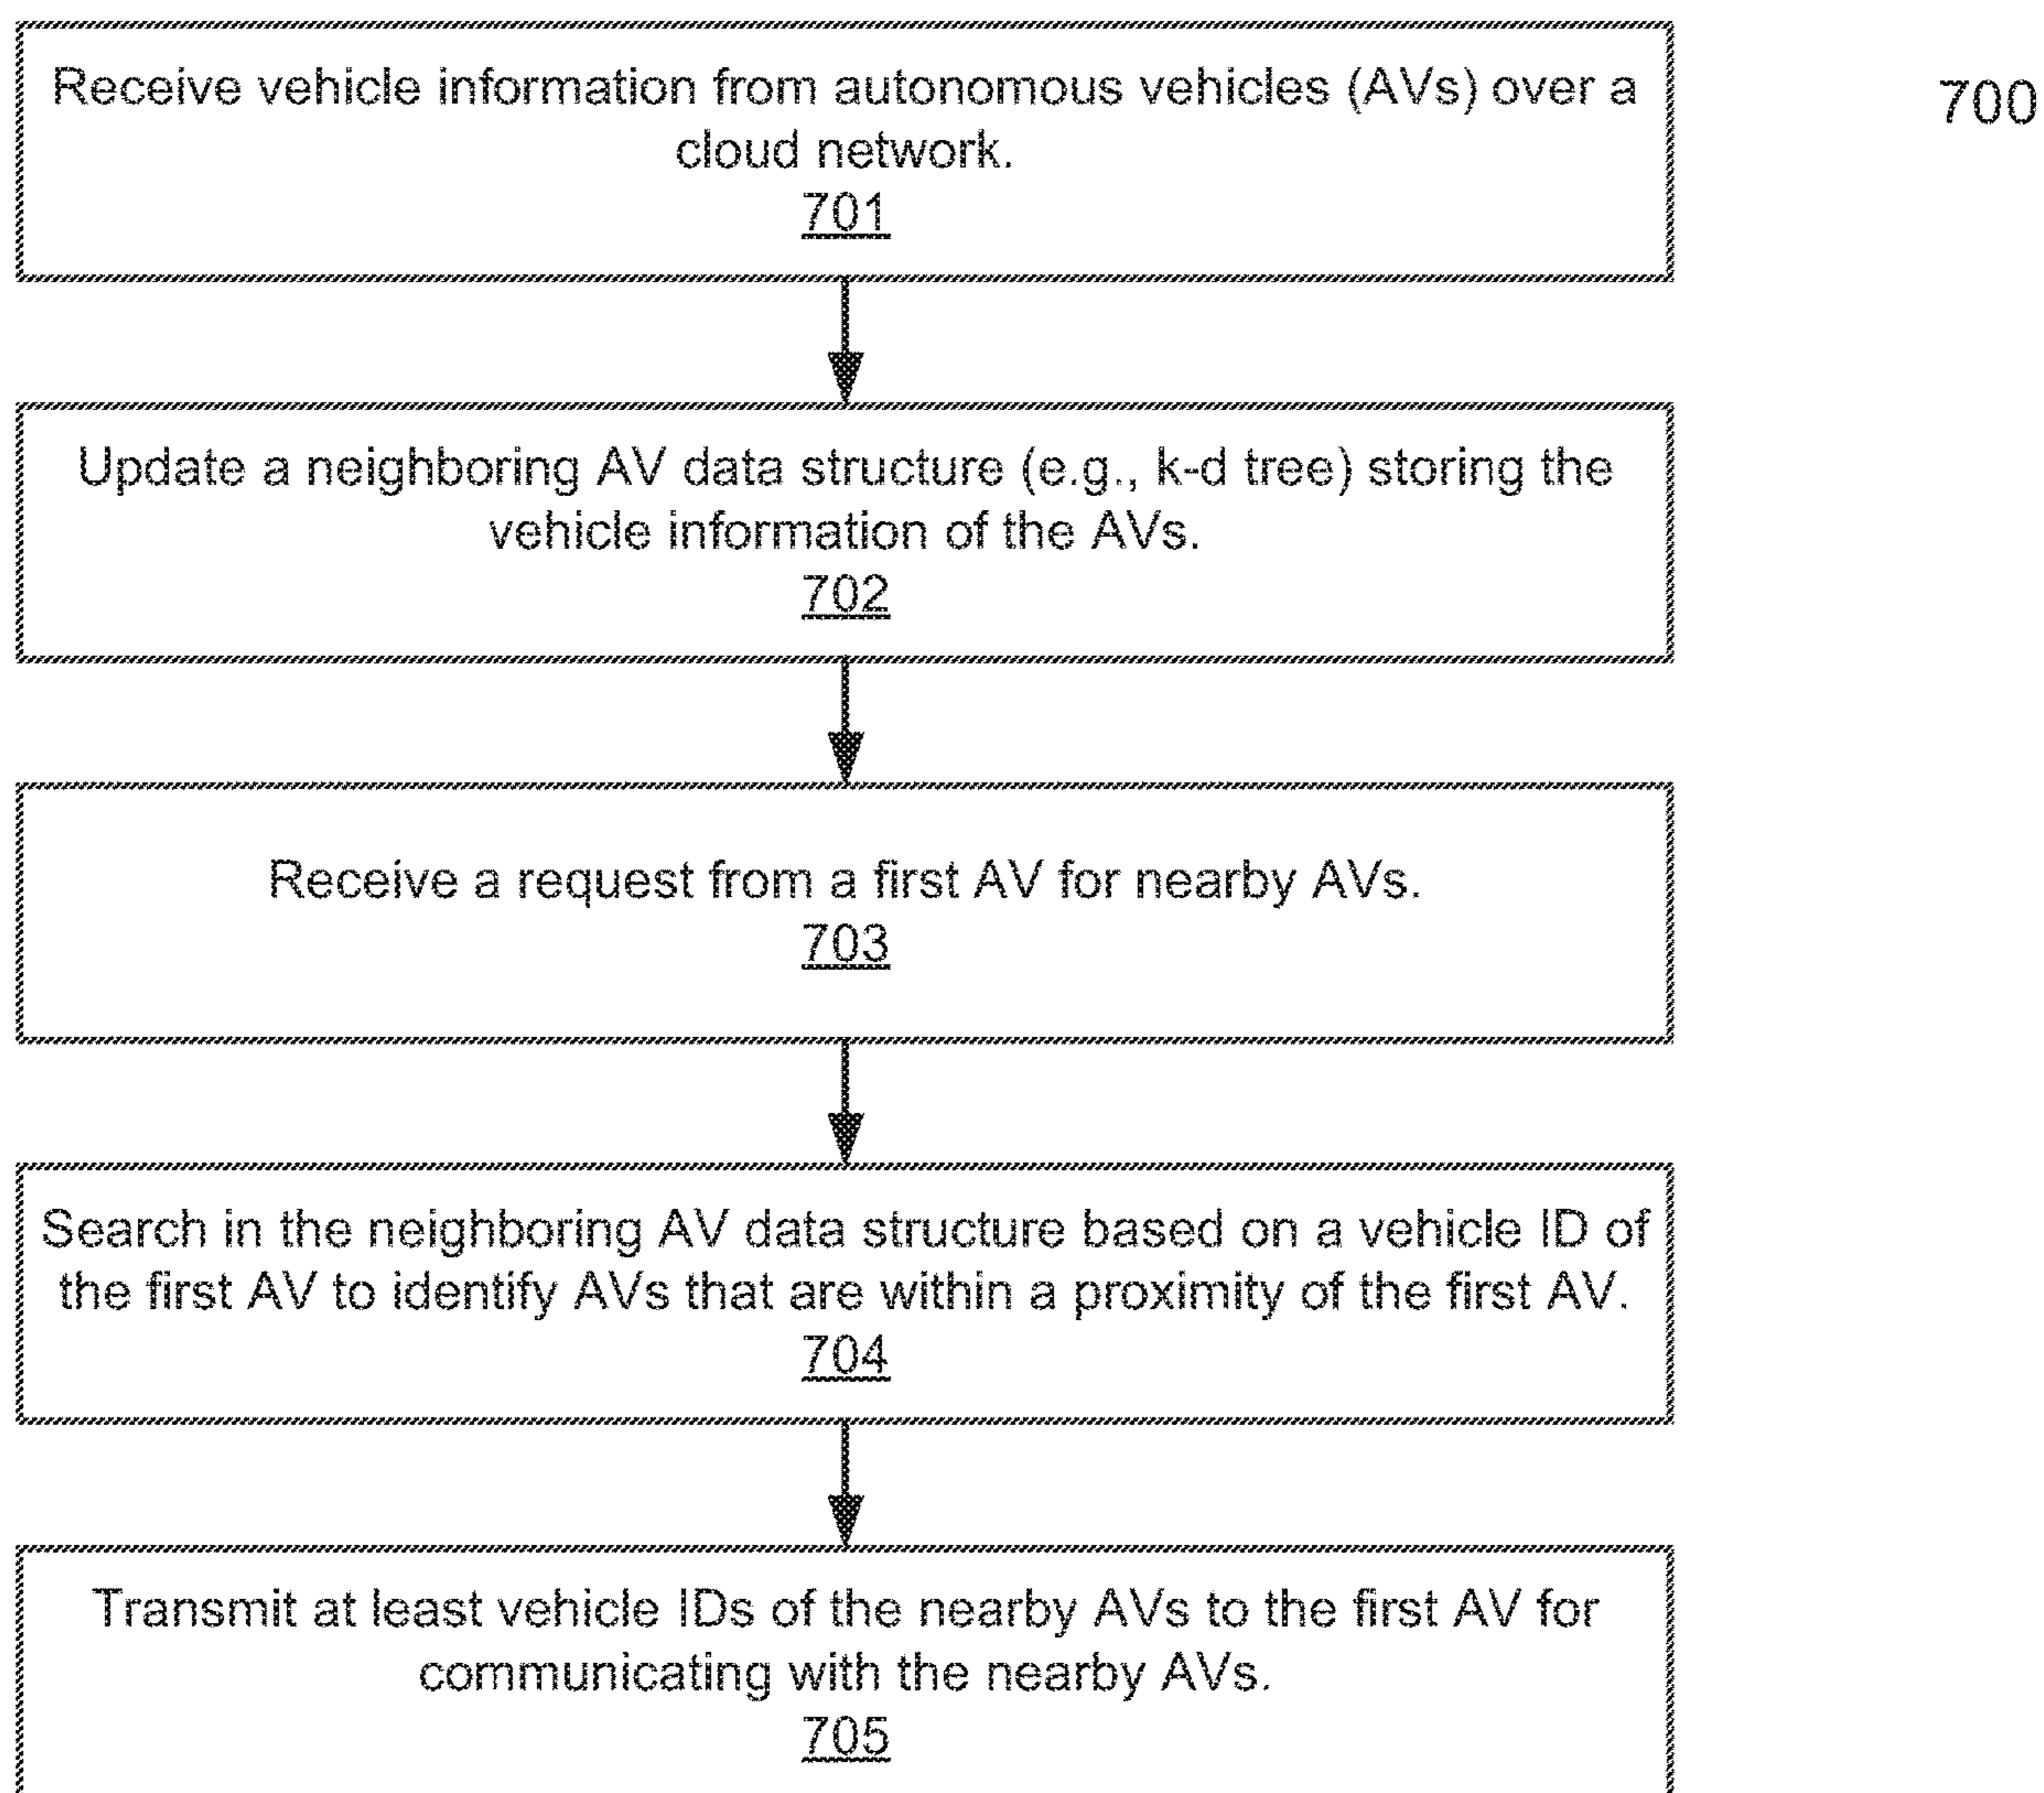 Receive vehicle information from autonomous vehicles (AVs) over a
cloud network.
701
700
Update a neighboring AV data structure (e.g., k-d tree) storing the
vehicle information of the AVs.
702
Receive a request from a first AV for nearby AVs.
703
Search in the neighboring AV data structure based on a vehicle ID of
the first AV to identify AVs that are within a proximity of the first AV.
704
Transmit at least vehicle IDs of the nearby AVs to the first AV for
communicating with the nearby AVs.
705